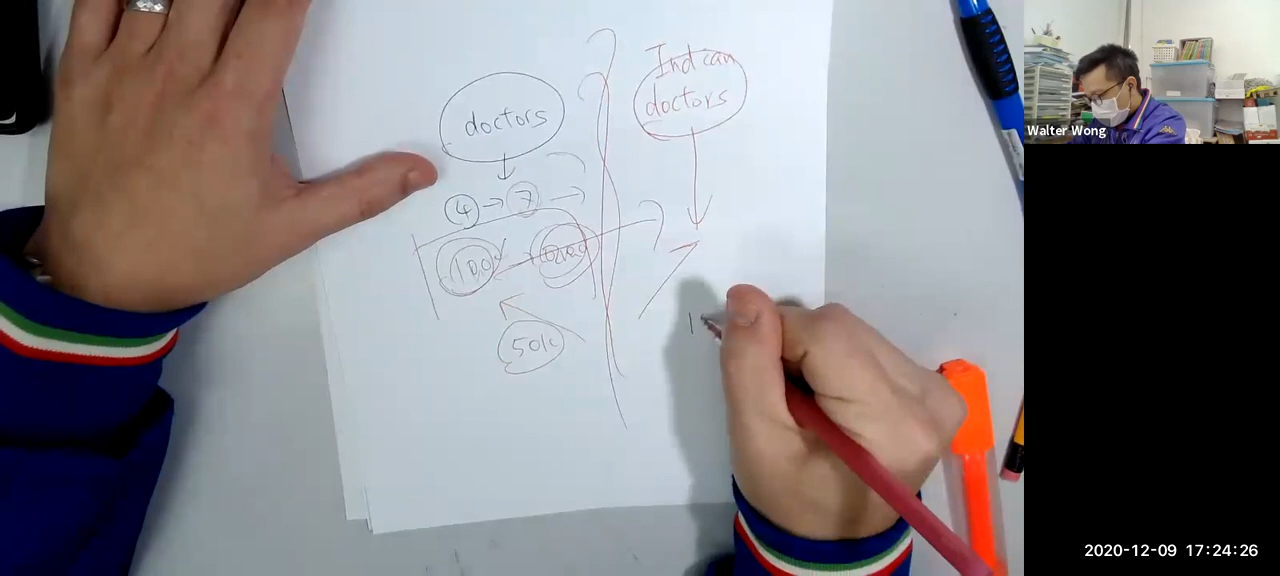 Indian
doctors
doctors
4 → 7 →
100k
50k
Walter Wong
2020-12-09 17:24:26